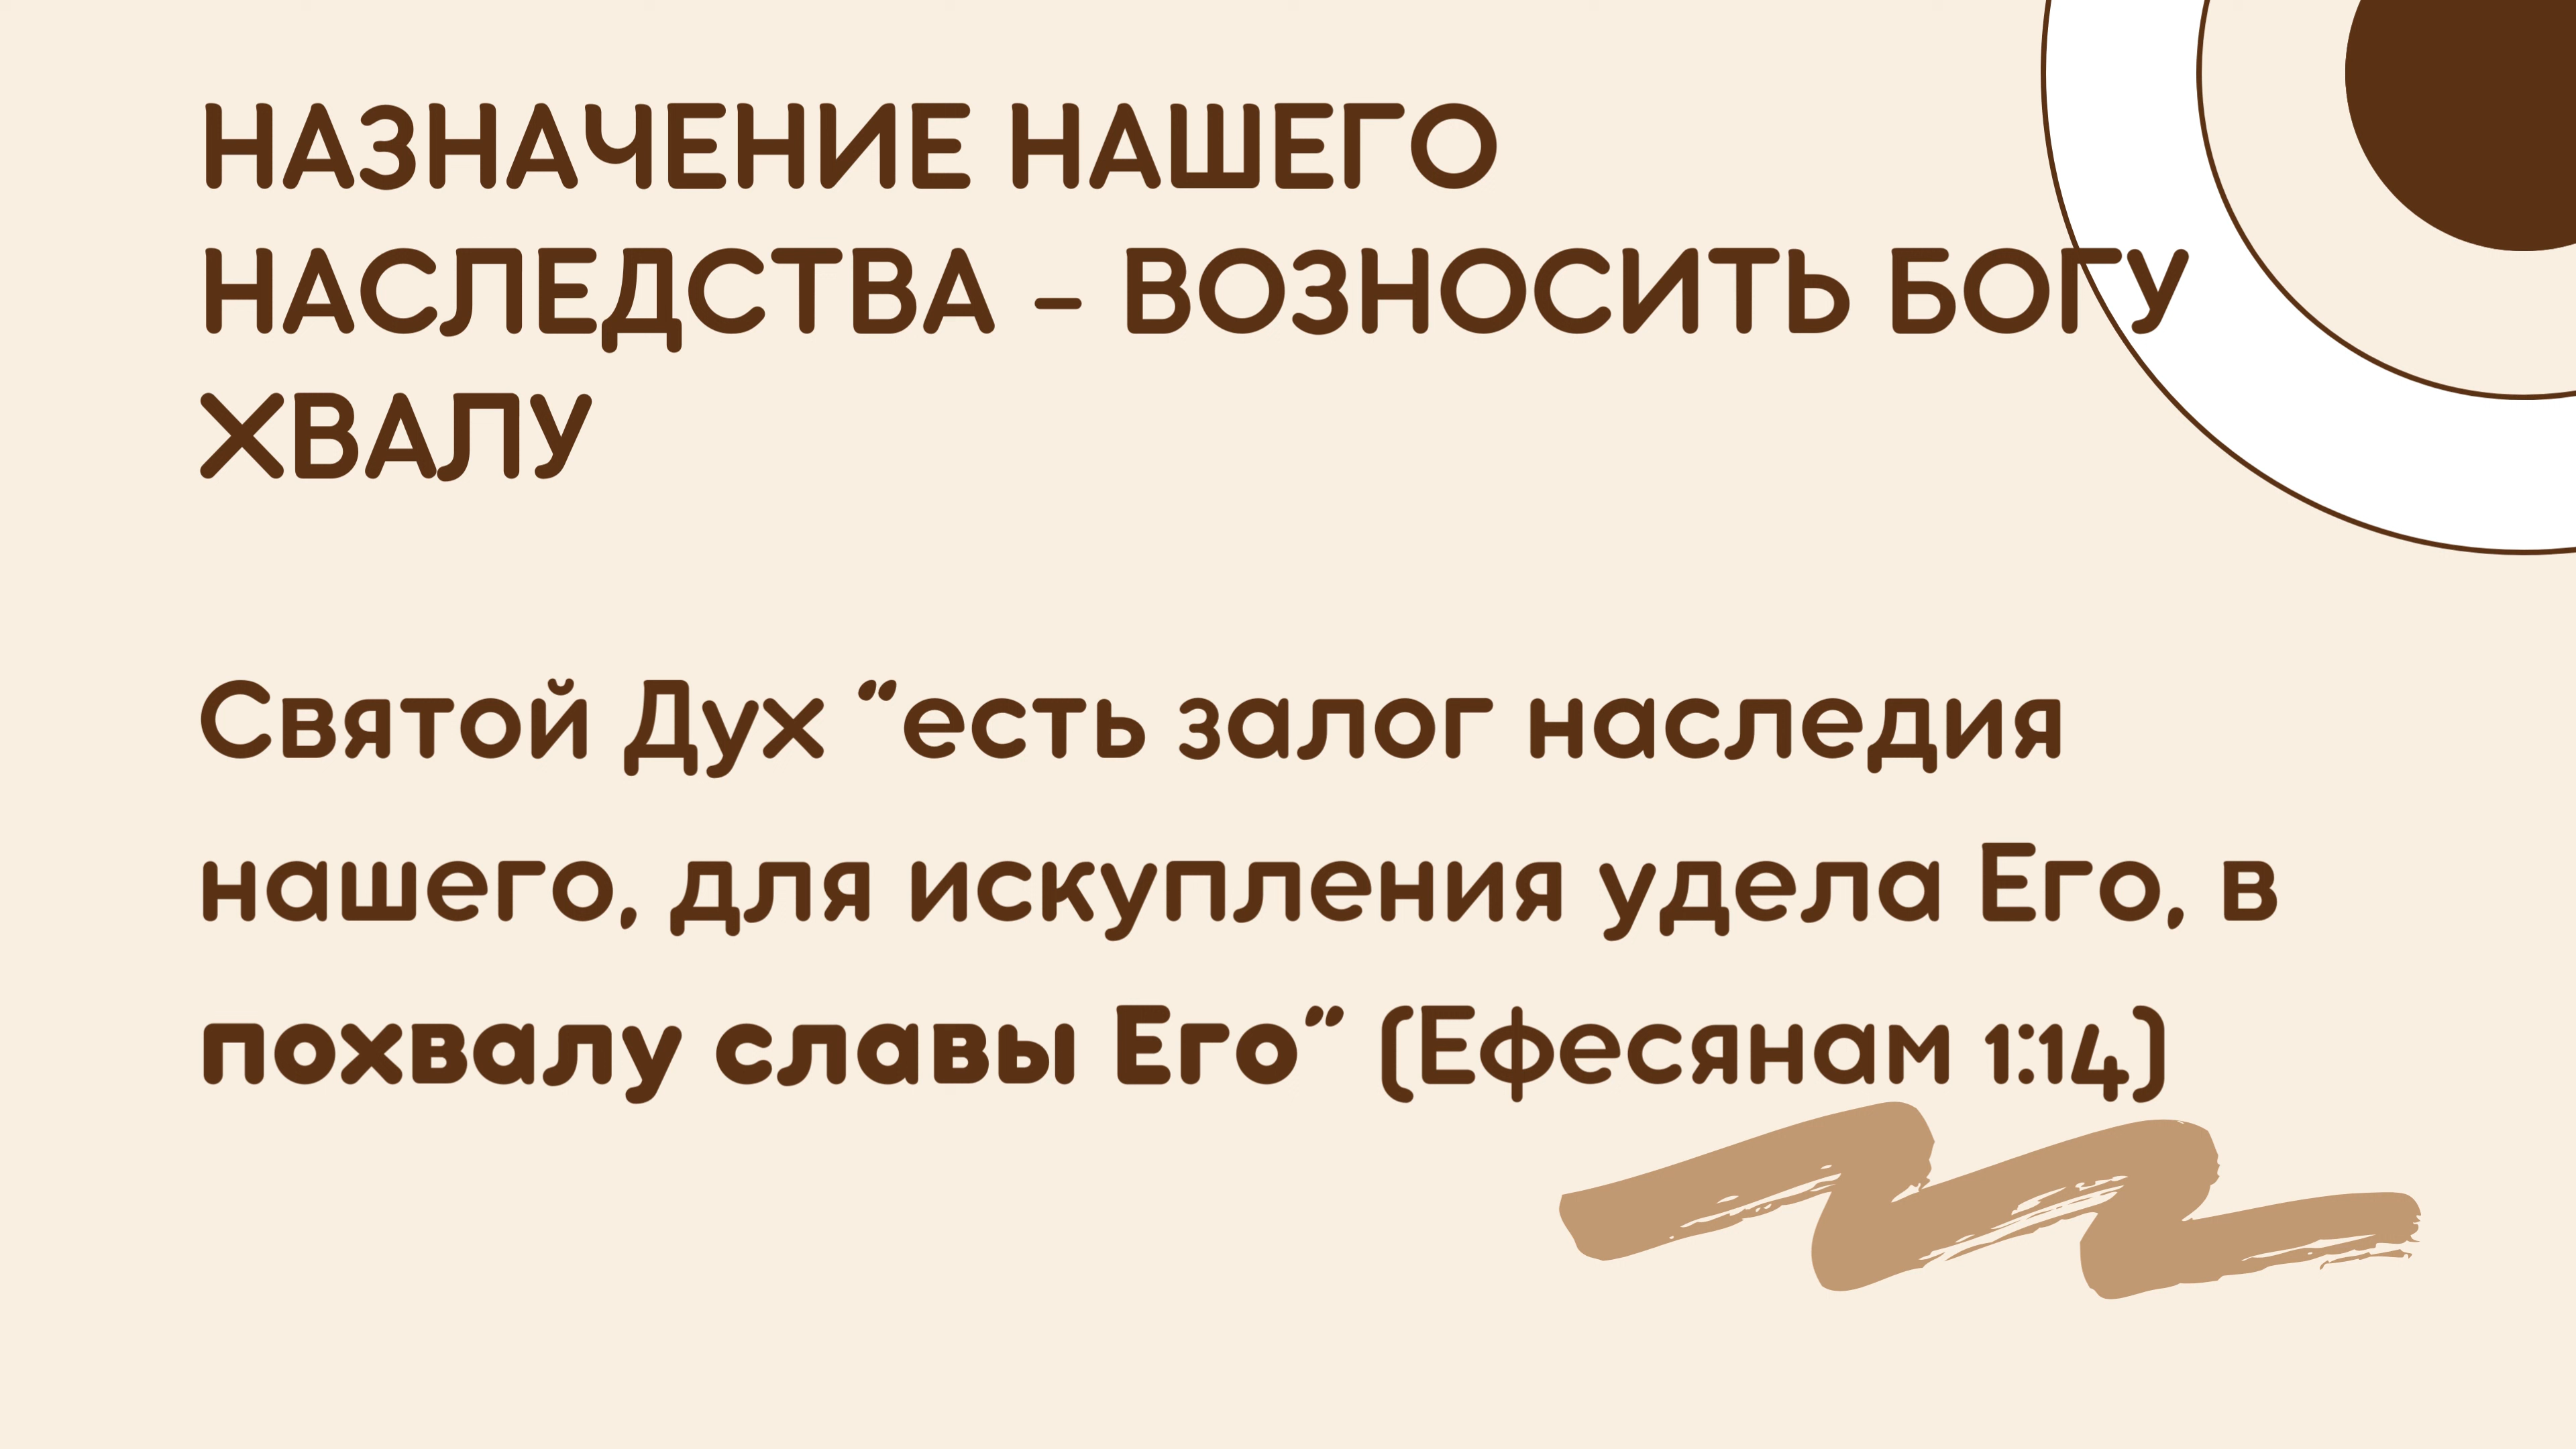 НАЗНАЧЕНИЕ НАШЕГО
НАСЛЕДСТВА - ВОЗНОСИТЬ БОГУ
ХВАЛУ
Святой Дух “есть залог наследия
нашего, для искупления удела Его, в
похвалу славы Его” (Ефесянам 1:14)